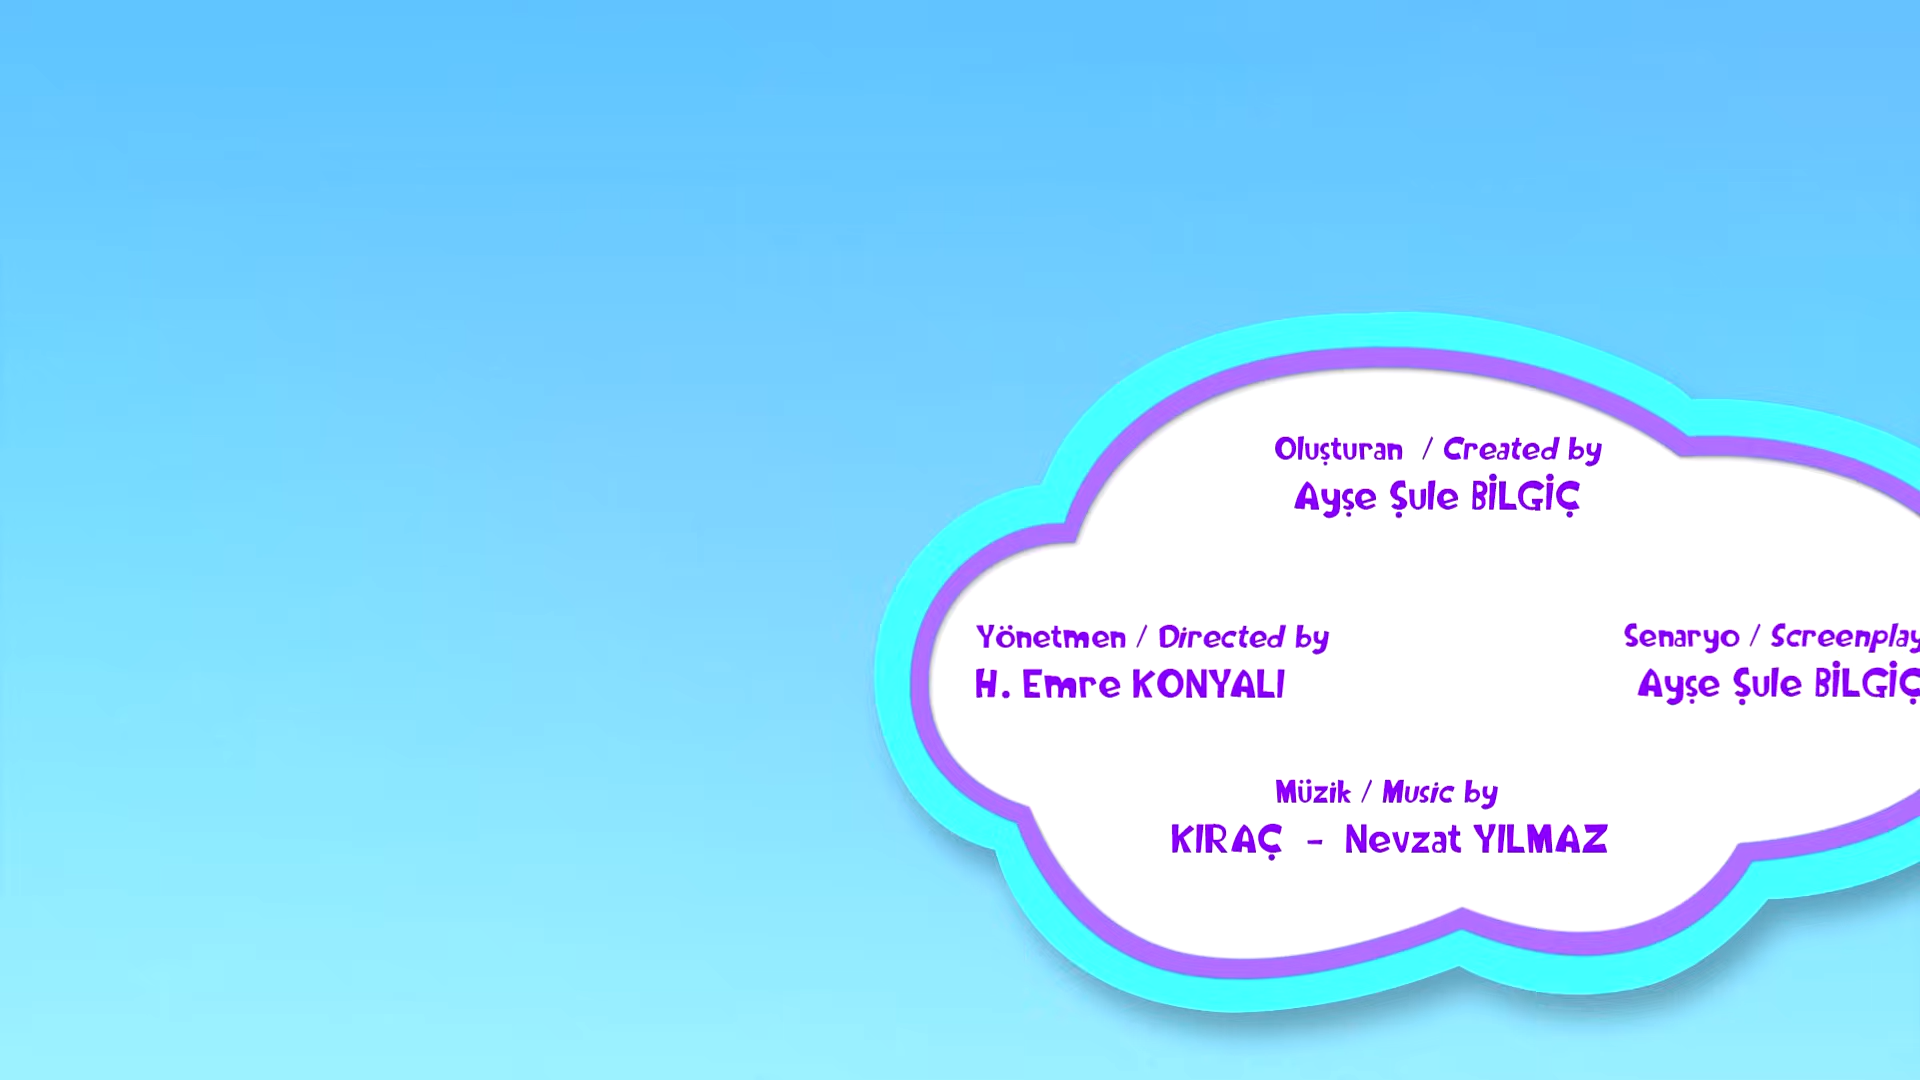 Oluşturan / Created by
Ayşe Şule BİLGİÇ
Yönetmen / Directed by
H. Emre KONYALI
Senaryo / Screenplay
Ayşe Şule BİLGİÇ
Müzik / Music by
KIRAÇ - Nevzat YILMAZ